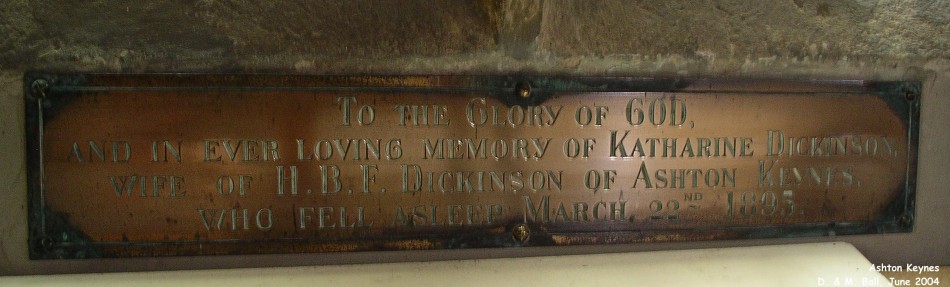 To the Glory of GOD,
and in ever loving memory of Katharine Dickinson,
wife of H.B.F. Dickinson of Ashton Keynes,
who fell asleep March 22ND 1895.
Ashton Keynes
D. & M. Ball, June 2004